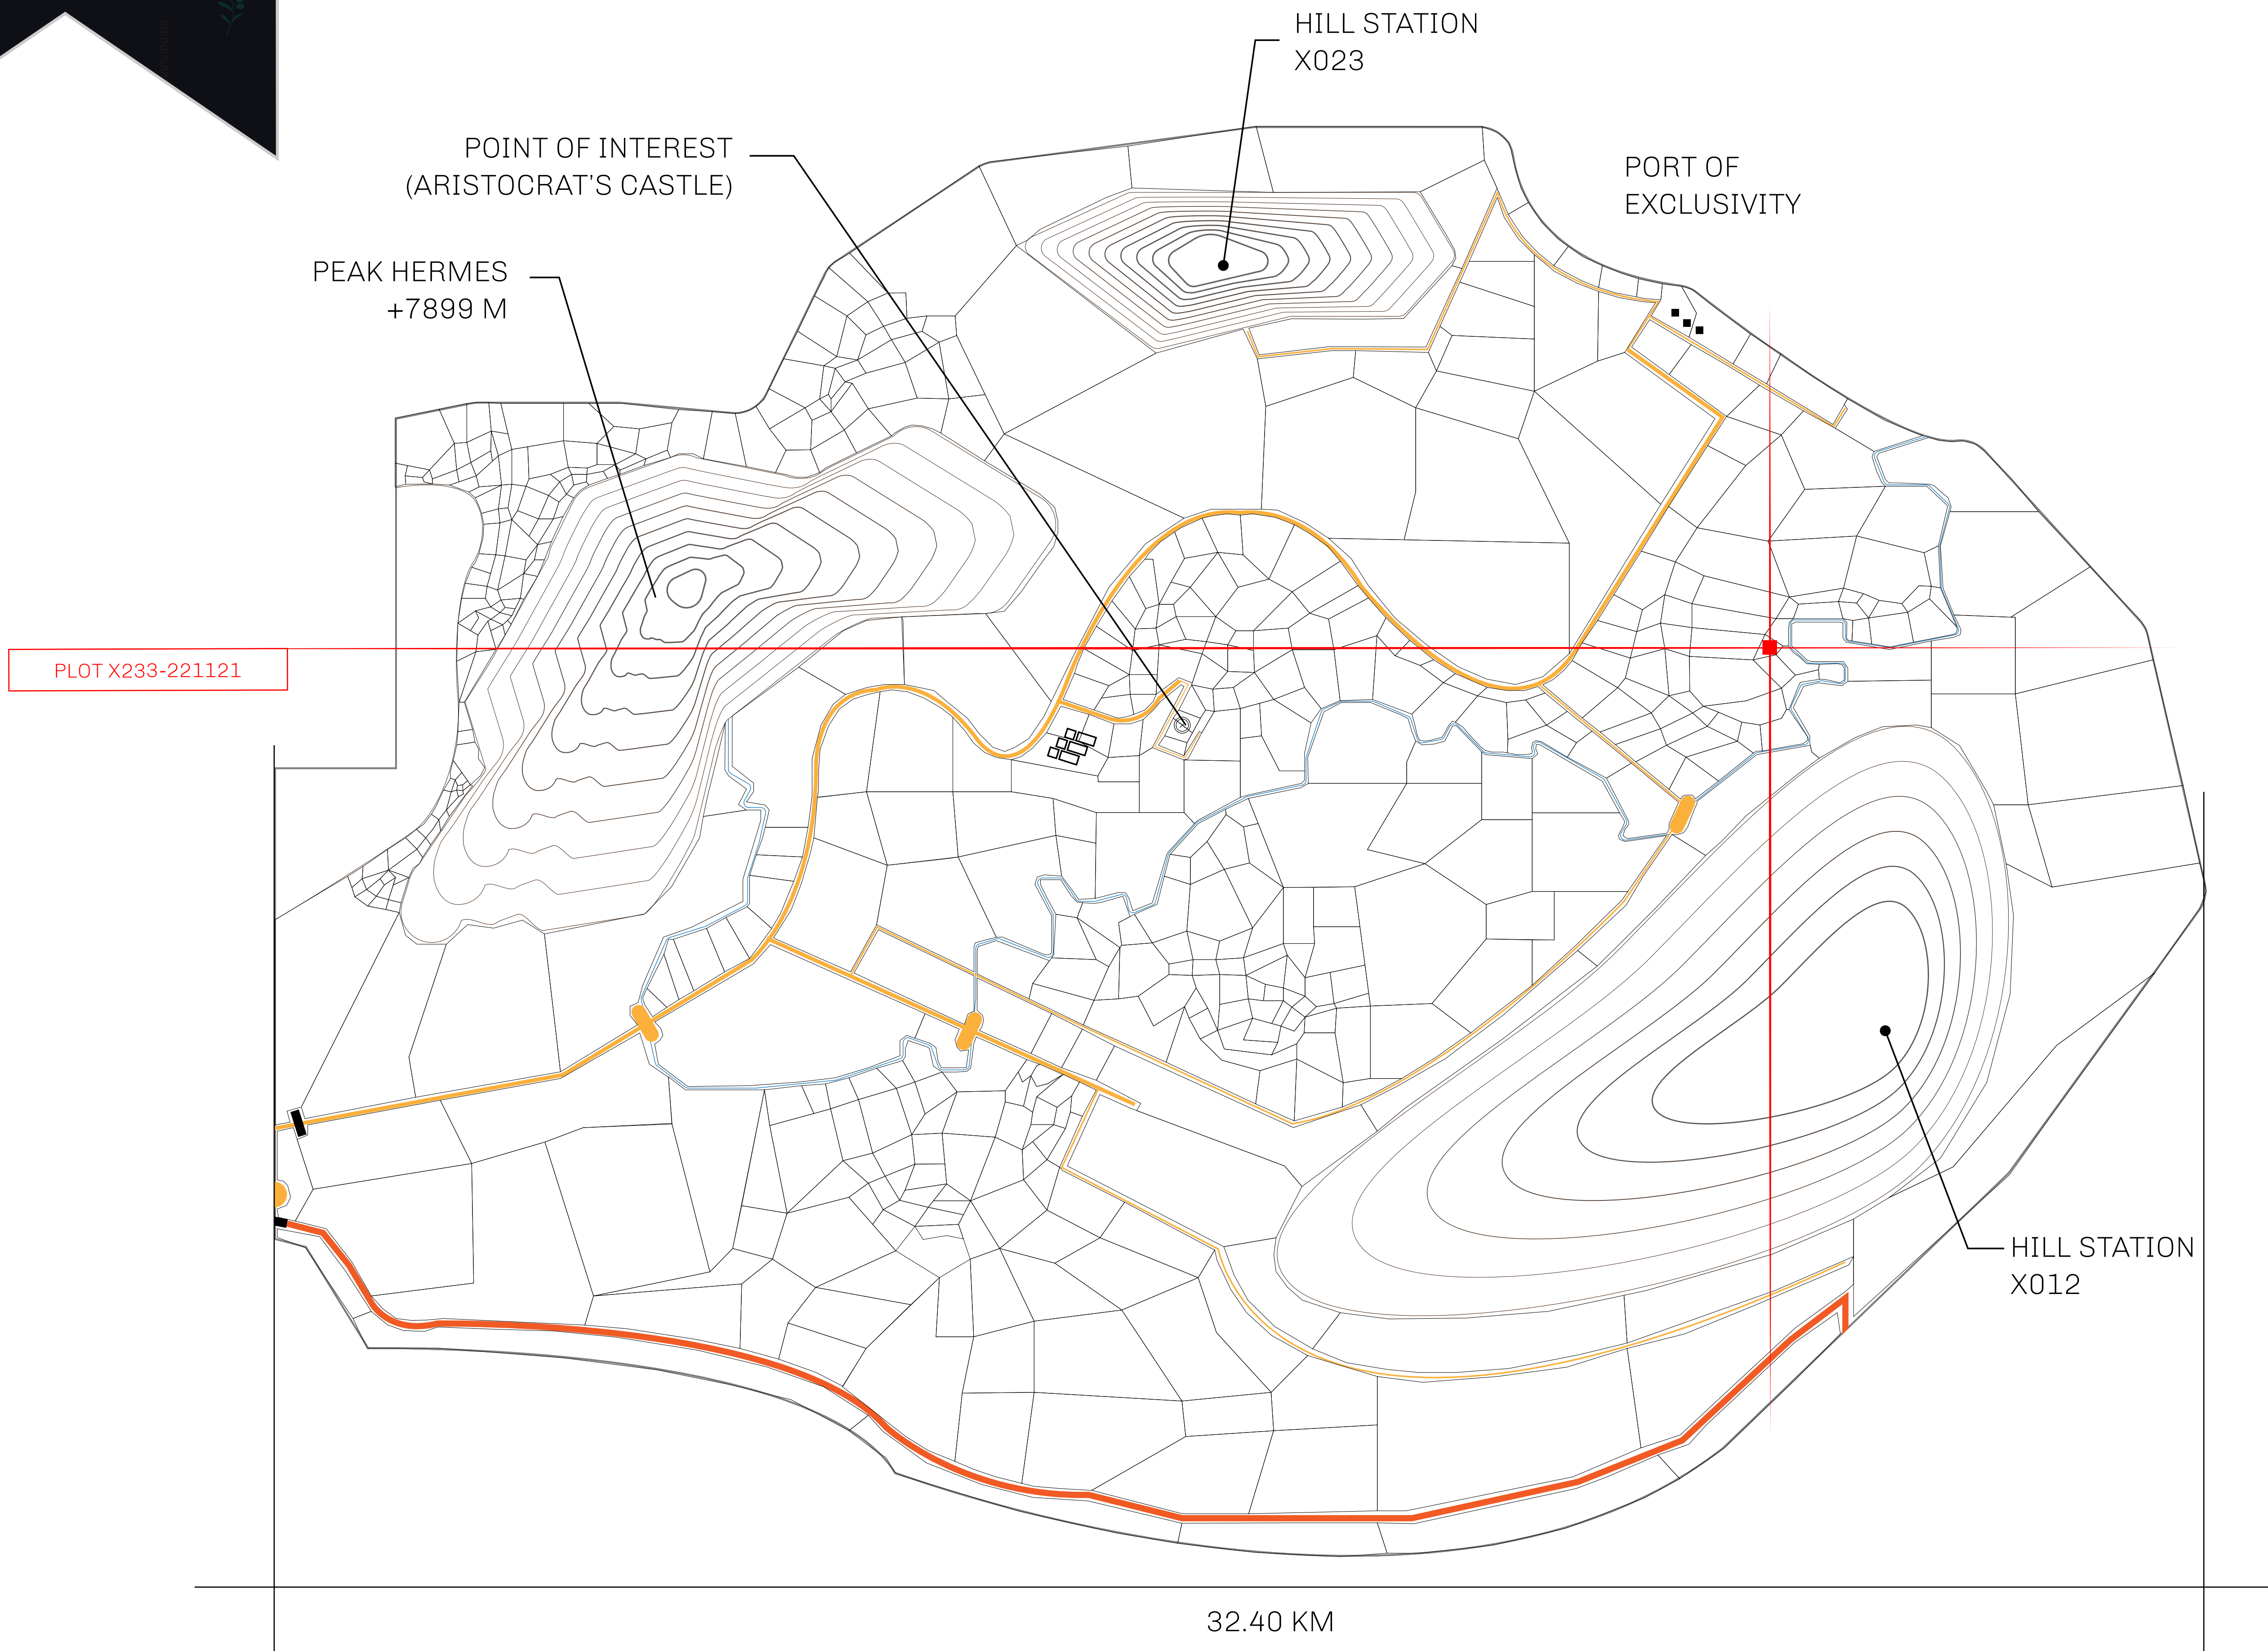 HILL STATION
X023
POINT OF INTEREST
(ARISTOCRAT'S CASTLE)
PORT OF
EXCLUSIVITY
PEAK HERMES
+7899 M
PLOT X233-221121
HILL STATION
X012
32.40 KM